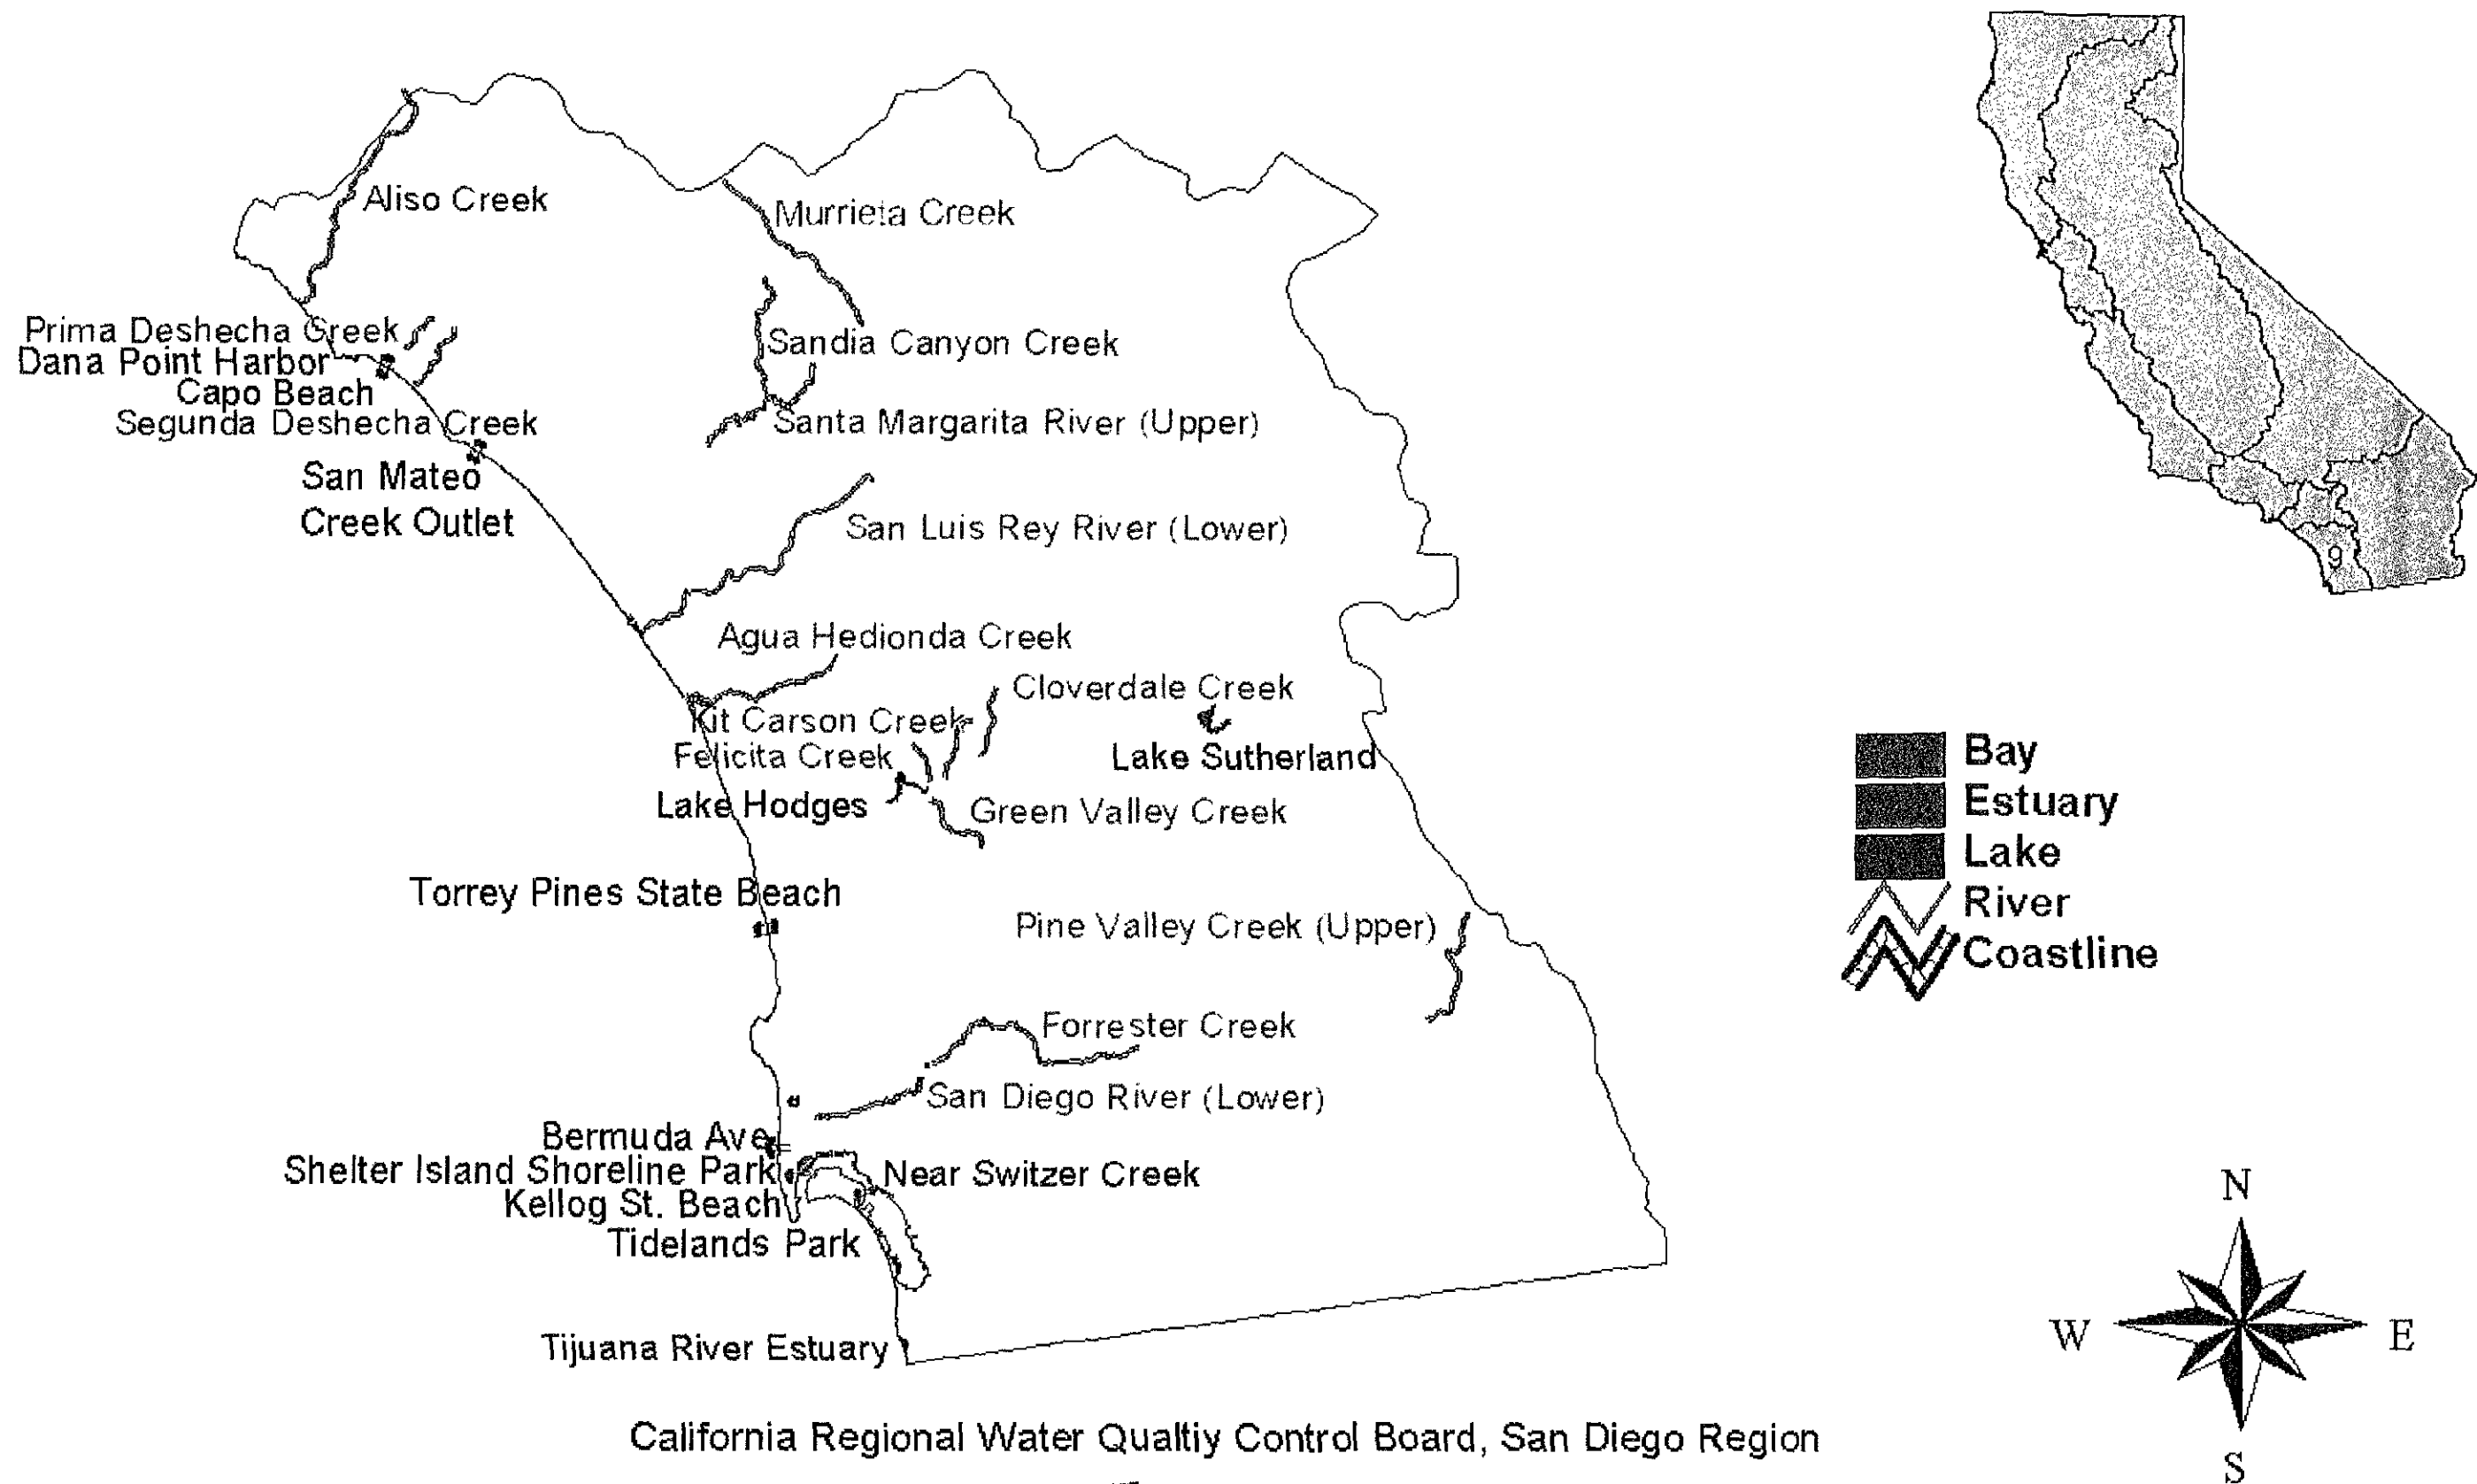 Aliso Creek
Murrieta Creek
Prima Deshecha Creek
Dana Point Harbor
Capo Beach
Segunda Deshecha Creek
San Mateo
Creek Outlet
Sandia Canyon Creek
Santa Margarita River (Upper)
San Luis Rey River (Lower)
Agua Hedionda Creek
Cloverdale Creek
Kit Carson Creek
Felicita Creek
Lake Sutherland
Lake Hodges
Green Valley Creek
Torrey Pines State Beach
Pine Valley Creek (Upper)
Forrester Creek
San Diego River (Lower)
Bermuda Ave
Shelter Island Shoreline Park
Near Switzer Creek
Kellog St. Beach
Tidelands Park
Tijuana River Estuary
9
Bay
Estuary
Lake
River
Coastline
N
W E
S
California Regional Water Qualtiy Control Board, San Diego Region